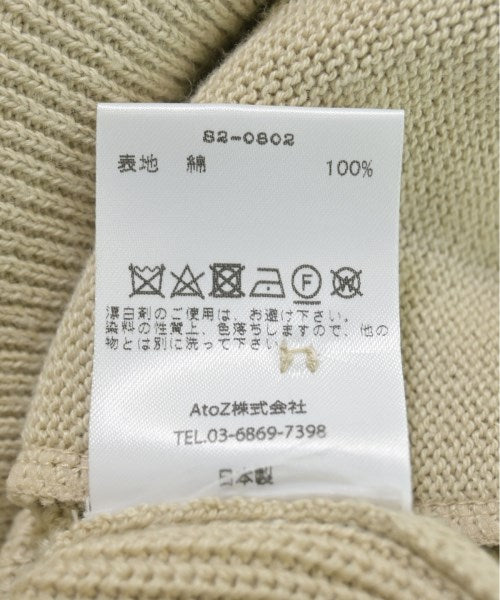 S2-0802
表地 綿 100%
F
W
漂白剤のご使用は、お避け下さい。
染料の性質上、色落ちしますので、他の
物とは別に洗って下さい。
AtoZ株式会社
TEL.03-6869-7398
日本製